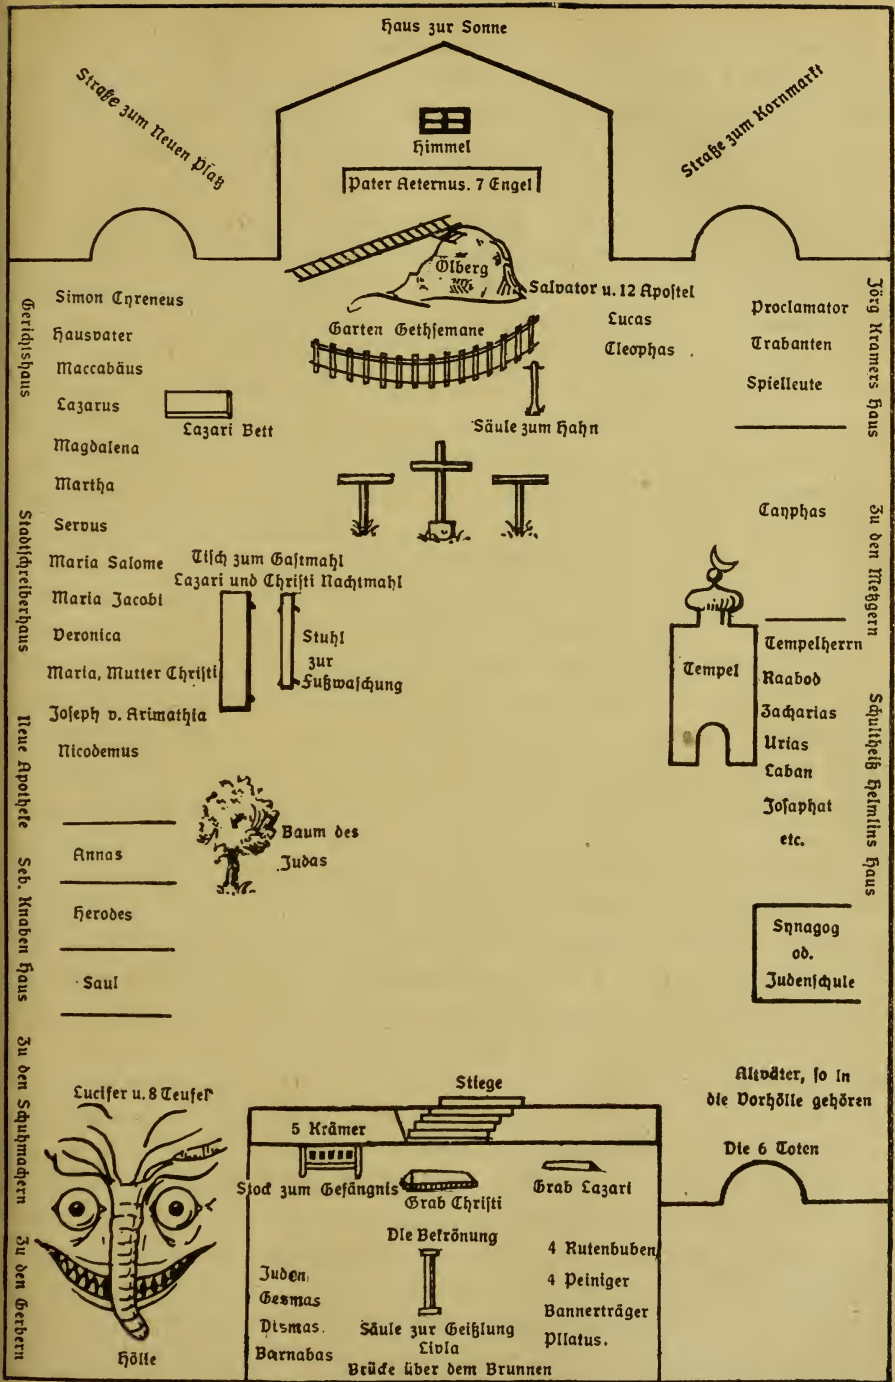 Haus zur Sonne
Straße zum Neuen Platz
Straße zum Kornmarkt
Himmel
Pater Aeternus. 7 Engel
Ölberg
Salvator u. 12 Apostel
Lucas
Cleophas
Garten Gethsemane
Säule zum Hahn
Gerichtshaus
Stadtschreiberhaus
Neue Apotheke
Seb. Knaben Haus
Zu den Schuhmachern
Zu den Gerbern
Simon Cyreneus
Hausvater
Maccabäus
Lazarus
Lazari Bett
Magdalena
Martha
Servus
Maria Salome
Maria Jacobi
Veronica
Maria, Mutter Christi
Joseph v. Arimathia
Nicodemus
Tisch zum Gastmahl
Lazari und Christi Nachtmahl
Stuhl
zur
Fußwaschung
Baum des
Judas
Annas
Herodes
Saul
Proclamator
Trabanten
Spielleute
Cayphas
Tempel
Tempelherrn
Raabod
Zacharias
Urias
Laban
Josaphat
etc.
Synagog
od.
Judenschule
Jörg Kramers Haus
Zu den Metzgern
Schultheiß Helmlins Haus
Altväter, so in
die Vorhölle gehören
Die 6 Toten
Lucifer u. 8 Teufel
Hölle
Stiege
5 Krämer
Stock zum Gefängnis
Grab Christi
Grab Lazari
Die Bekrönung
Juden
Gesmas
Dismas.
Barnabas
Säule zur Geißlung
Livla
Brücke über dem Brunnen
4 Rutenbuben
4 Peiniger
Bannerträger
Pilatus.